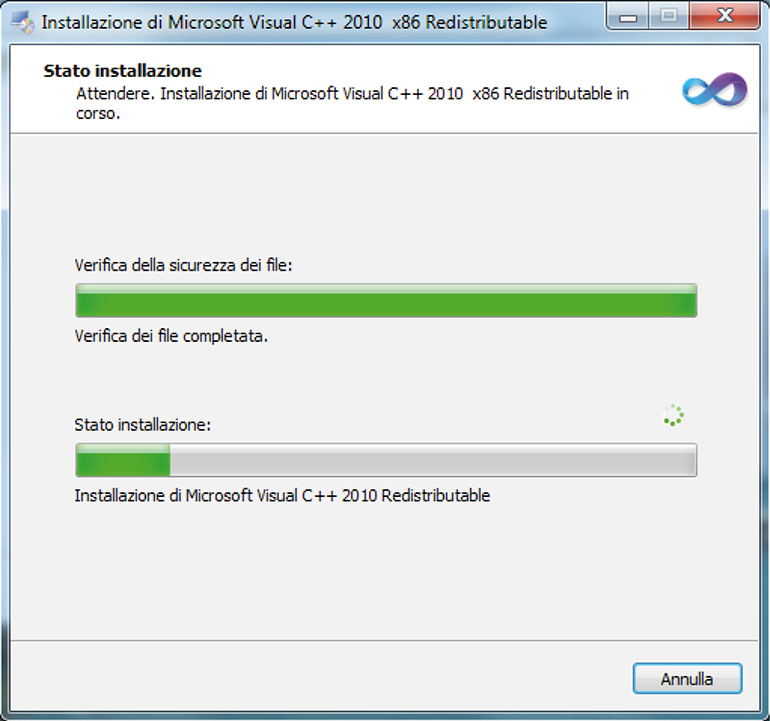 Installazione di Microsoft Visual C++ 2010  x86 Redistributable
Stato installazione
Attendere. Installazione di Microsoft Visual C++ 2010  x86 Redistributable in
corso.
Verifica della sicurezza dei file:
Verifica dei file completata.
Stato installazione:
Installazione di Microsoft Visual C++ 2010 Redistributable
Annulla